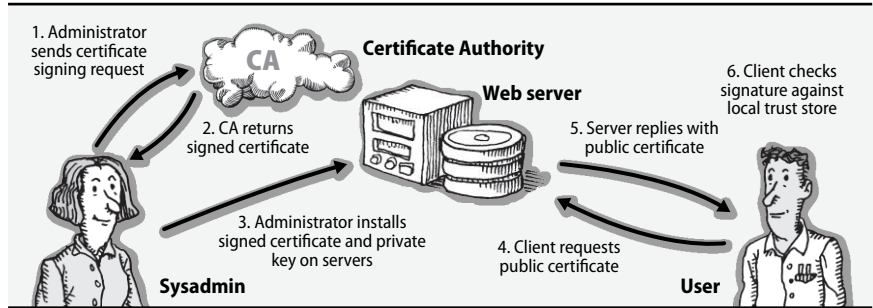 1. Administrator
sends certificate
signing request
CA
Certificate Authority
2. CA returns
signed certificate
Web server
3. Administrator installs
signed certificate and private
key on servers
Sysadmin
4. Client requests
public certificate
5. Server replies with
public certificate
6. Client checks
signature against
local trust store
User